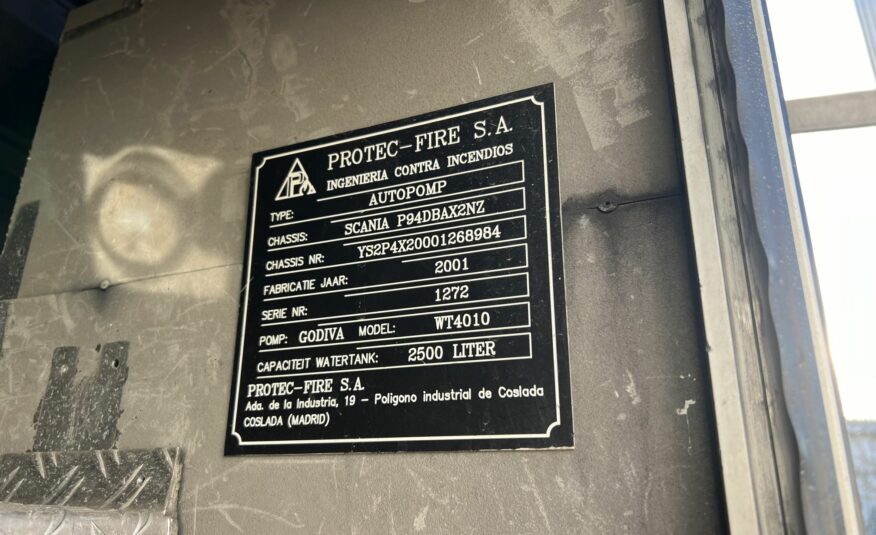 PROTEC-FIRE S.A.
INGENIERIA CONTRA INCENDIOS
TYPE: AUTOPOMP
CHASSIS: SCANIA P94DBAX2NZ
CHASSIS NR: YS2P4X20001268984
FABRICATIE JAAR: 2001
SERIE NR: 1272
POMP: GODIVA MODEL: WT4010
CAPACITEIT WATERTANK: 2500 LITER
PROTEC-FIRE S.A.
Ada. de la Industria, 19 - Poligono industrial de Coslada
COSLADA (MADRID)